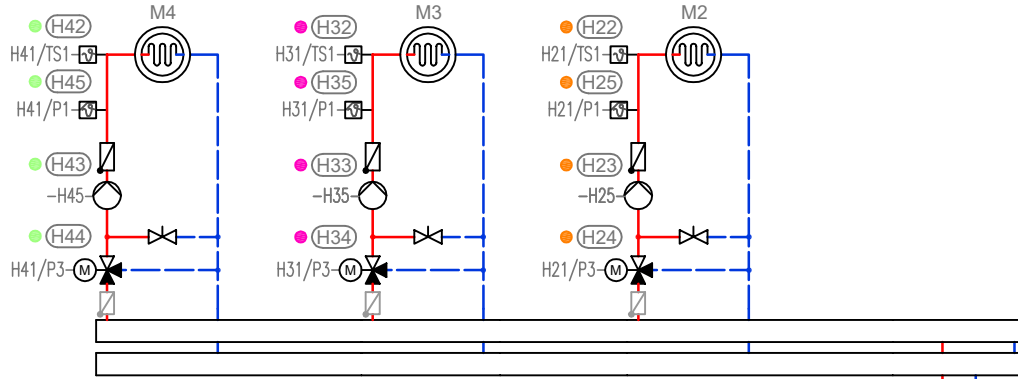 M4
H42
H41/TS1
H45
H41/P1
H43
-H45
H44
H41/P3
M
M3
H32
H31/TS1
H35
H31/P1
H33
-H35
H34
H31/P3
M
M2
H22
H21/TS1
H25
H21/P1
H23
-H25
H24
H21/P3
M